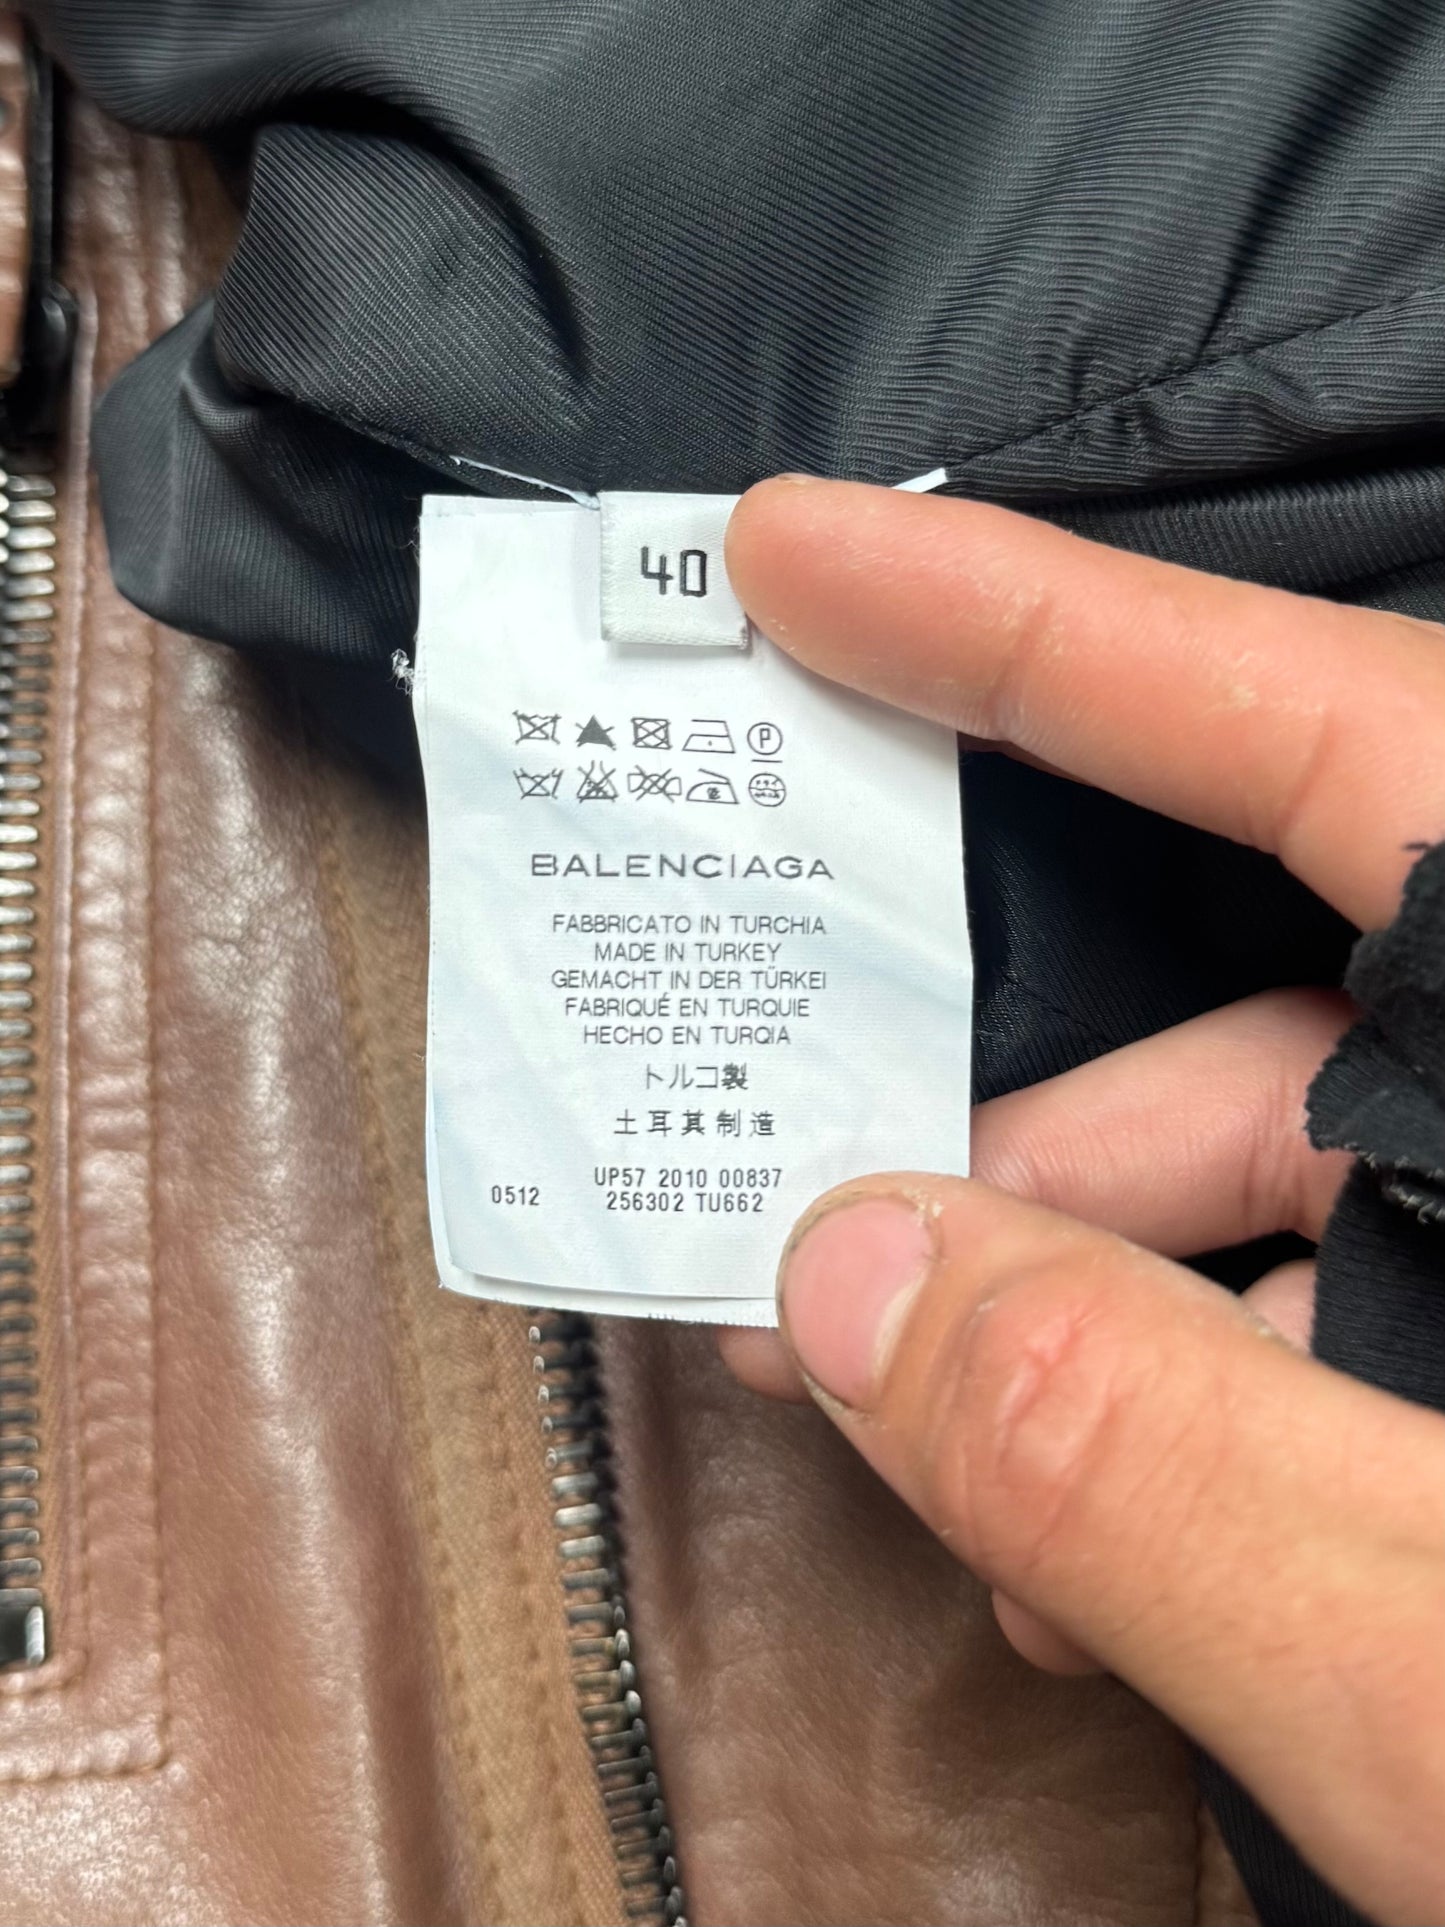 40
P
BALENCIAGA
FABBRICATO IN TURCHIA
MADE IN TURKEY
GEMACHT IN DER TÜRKEI
FABRIQUÉ EN TURQUIE
HECHO EN TURQIA
トルコ製
土耳其制造
UP57 2010 00837
0512 256302 TU662